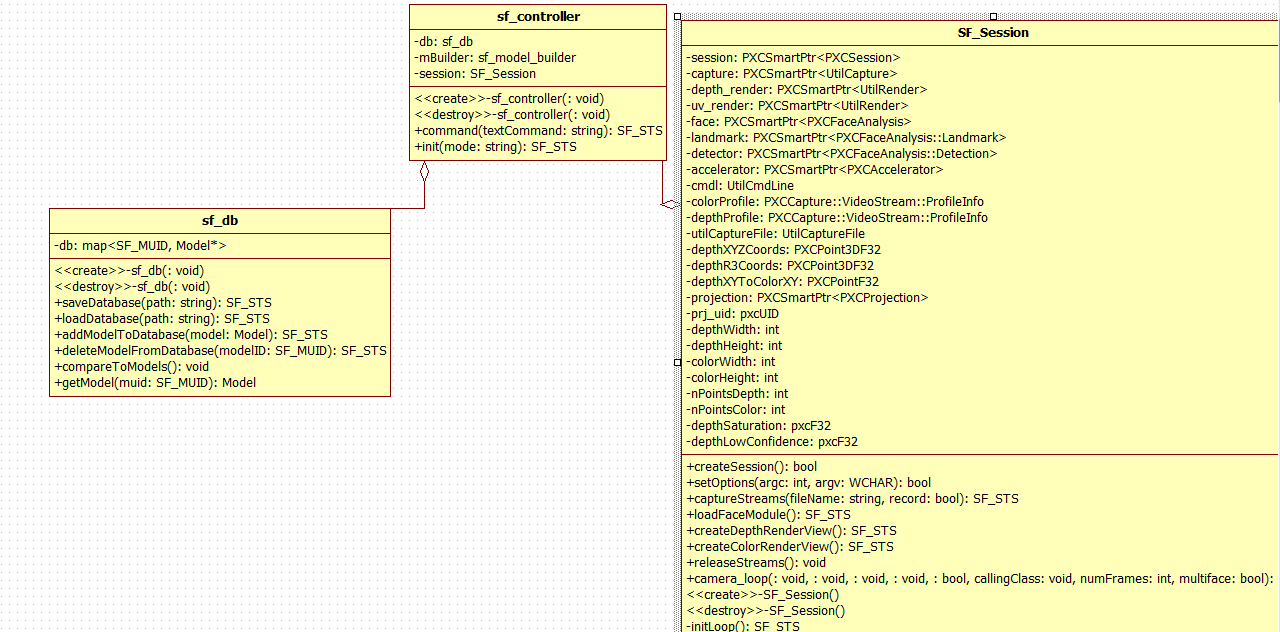 sf_controller
-db: sf_db
-mBuilder: sf_model_builder
-session: SF_Session
<<create>>-sf_controller(: void)
<<destroy>>-sf_controller(: void)
+command(textCommand: string): SF_STS
+init(mode: string): SF_STS
sf_db
-db: map<SF_MUID, Model*>
<<create>>-sf_db(: void)
<<destroy>>-sf_db(: void)
+saveDatabase(path: string): SF_STS
+loadDatabase(path: string): SF_STS
+addModelToDatabase(model: Model): SF_STS
+deleteModelFromDatabase(modelID: SF_MUID): SF_STS
+compareToModels(): void
+getModel(muid: SF_MUID): Model
SF_Session
-session: PXCSmartPtr<PXCSession>
-capture: PXCSmartPtr<UtilCapture>
-depth_render: PXCSmartPtr<UtilRender>
-uv_render: PXCSmartPtr<UtilRender>
-face: PXCSmartPtr<PXCFaceAnalysis>
-landmark: PXCSmartPtr<PXCFaceAnalysis::Landmark>
-detector: PXCSmartPtr<PXCFaceAnalysis::Detection>
-accelerator: PXCSmartPtr<PXCAccelerator>
-cmdl: UtilCmdLine
-colorProfile: PXCCapture::VideoStream::ProfileInfo
-depthProfile: PXCCapture::VideoStream::ProfileInfo
-utilCaptureFile: UtilCaptureFile
-depthXYZCoords: PXCPoint3DF32
-depthR3Coords: PXCPoint3DF32
-depthXYToColorXY: PXCPointF32
-projection: PXCSmartPtr<PXCProjection>
-prj_uid: pxcUID
-depthWidth: int
-depthHeight: int
-colorWidth: int
-colorHeight: int
-nPointsDepth: int
-nPointsColor: int
-depthSaturation: pxcF32
-depthLowConfidence: pxcF32
+createSession(): bool
+setOptions(argc: int, argv: WCHAR): bool
+captureStreams(fileName: string, record: bool): SF_STS
+loadFaceModule(): SF_STS
+createDepthRenderView(): SF_STS
+createColorRenderView(): SF_STS
+releaseStreams(): void
+camera_loop(: void, : void, : void, : void, : bool, callingClass: void, numFrames: int, multiface: bool):
<<create>>-SF_Session()
<<destroy>>-SF_Session()
-initLoop(): SF_STS